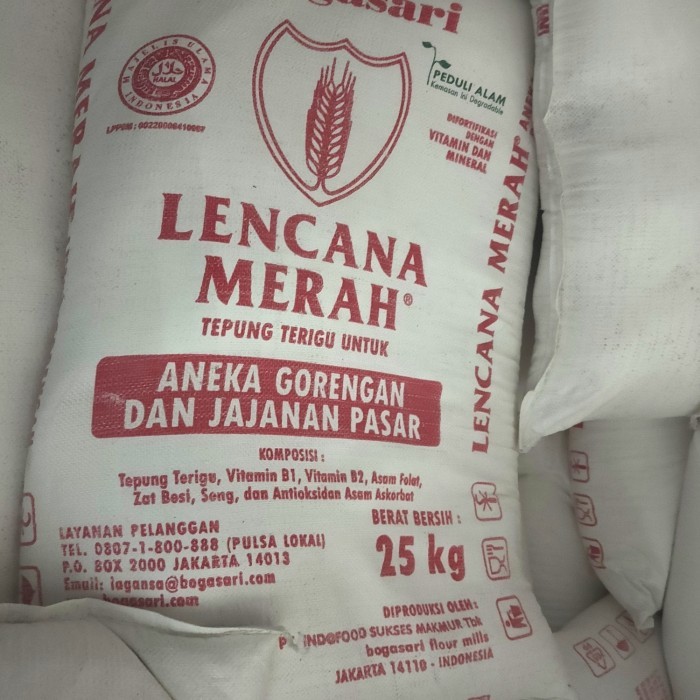 Bogasari
MAJELIS ULAMA
حلال
HALAL
INDONESIA
LPPOM : 00220006410697
PEDULI ALAM
Kemasan Ini Degradable
DIFORTIFIKASI
DENGAN
VITAMIN DAN
MINERAL
LENCANA
MERAH®
TEPUNG TERIGU UNTUK
ANEKA GORENGAN
DAN JAJANAN PASAR
KOMPOSISI :
Tepung Terigu, Vitamin B1, Vitamin B2, Asam Folat,
Zat Besi, Seng, dan Antioksidan Asam Askorbat
LAYANAN PELANGGAN
TEL. 0807-1-800-888 (PULSA LOKAL)
P.O. BOX 2000 JAKARTA 14013
Email: lagansa@bogasari.com
bogasari.com
BERAT BERSIH :
25 kg
DIPRODUKSI OLEH:
PT. INDOFOOD SUKSES MAKMUR Tbk
bogasari flour mills
JAKARTA 14110 - INDONESIA
LENCANA MERAH®